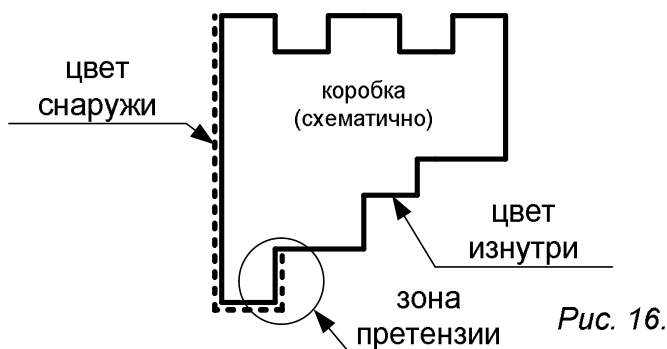 цвет
снаружи
коробка
(схематично)
цвет
изнутри
зона
претензии
Рис. 16.